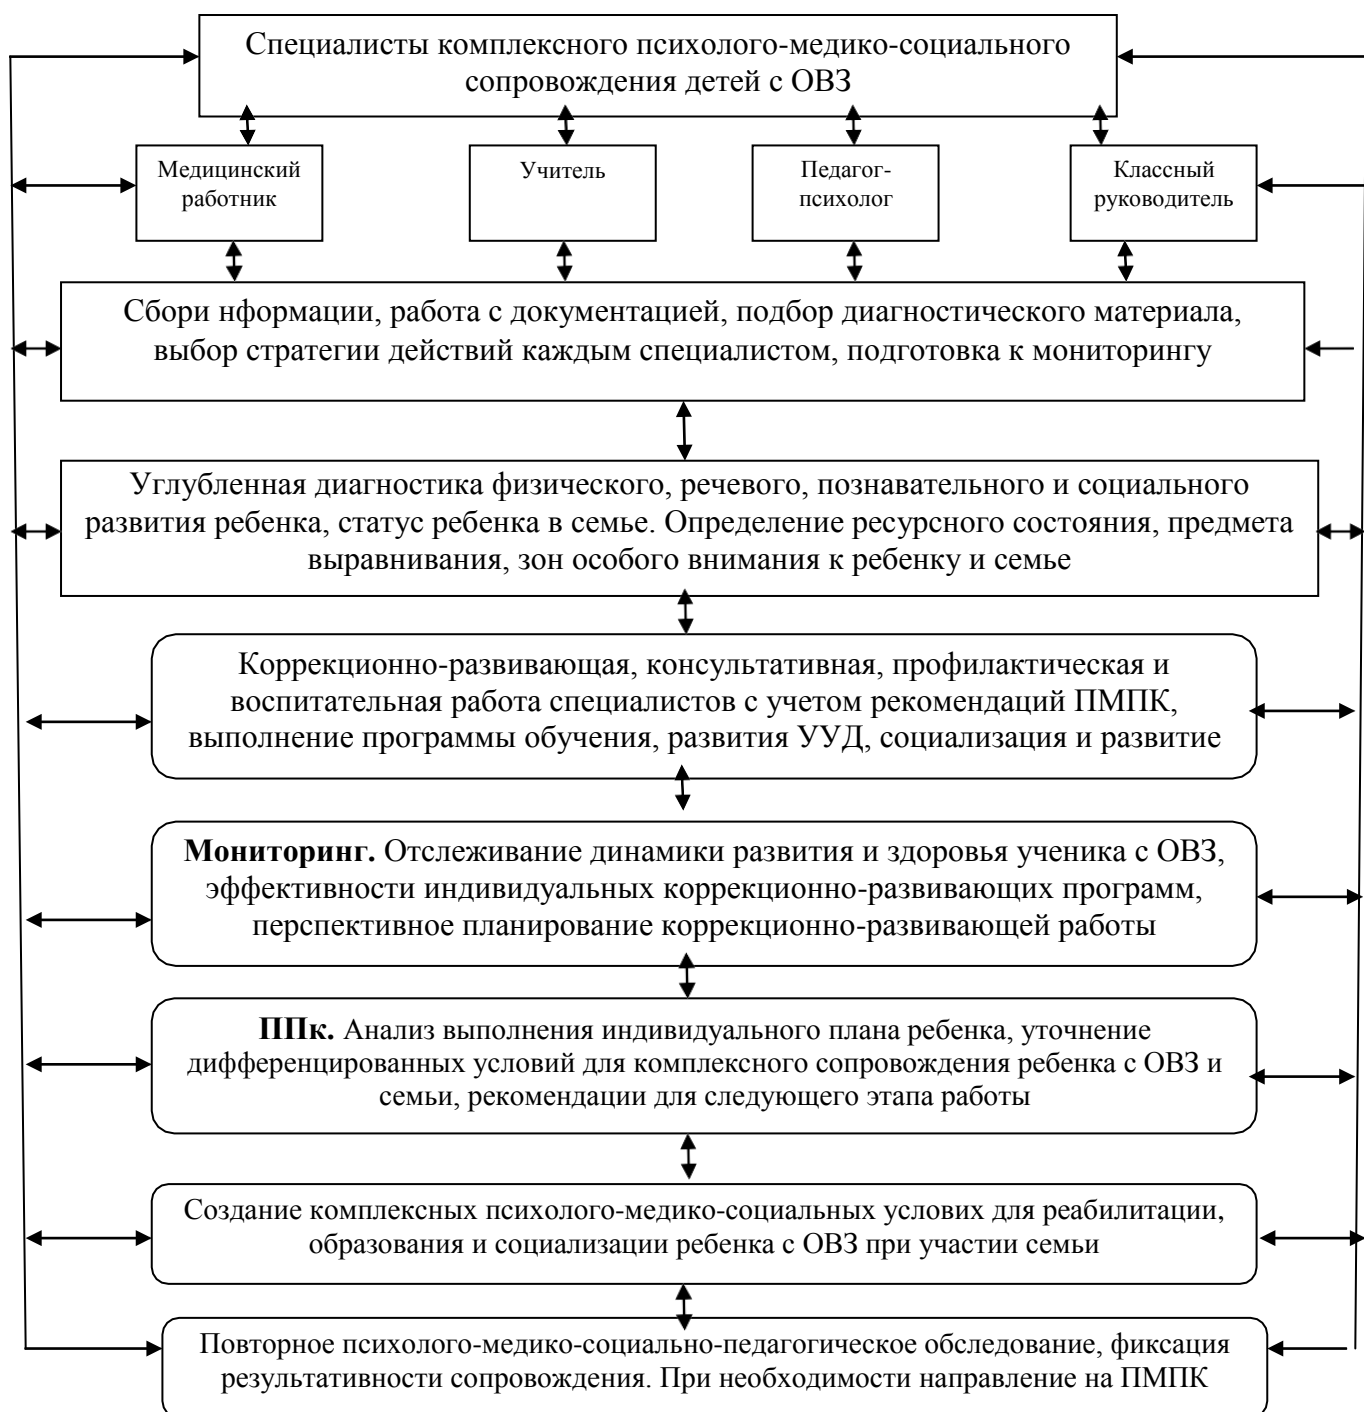 Специалисты комплексного психолого-медико-социального
сопровождения детей с ОВЗ
Медицинский
работник
Учитель
Педагог-
психолог
Классный
руководитель
Сбори нформации, работа с документацией, подбор диагностического материала,
выбор стратегии действий каждым специалистом, подготовка к мониторингу
Углубленная диагностика физического, речевого, познавательного и социального
развития ребенка, статус ребенка в семье. Определение ресурсного состояния, предмета
выравнивания, зон особого внимания к ребенку и семье
Коррекционно-развивающая, консультативная, профилактическая и
воспитательная работа специалистов с учетом рекомендаций ПМПК,
выполнение программы обучения, развития УУД, социализация и развитие
Мониторинг. Отслеживание динамики развития и здоровья ученика с ОВЗ,
эффективности индивидуальных коррекционно-развивающих программ,
перспективное планирование коррекционно-развивающей работы
ППк. Анализ выполнения индивидуального плана ребенка, уточнение
дифференцированных условий для комплексного сопровождения ребенка с ОВЗ и
семьи, рекомендации для следующего этапа работы
Создание комплексных психолого-медико-социальных услових для реабилитации,
образования и социализации ребенка с ОВЗ при участии семьи
Повторное психолого-медико-социально-педагогическое обследование, фиксация
результативности сопровождения. При необходимости направление на ПМПК